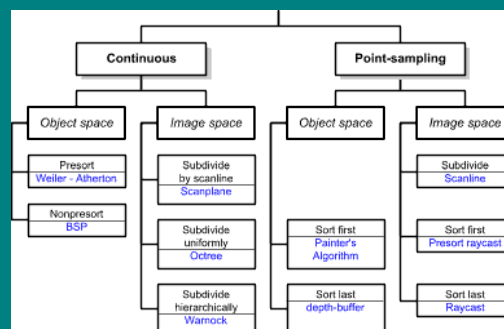 Continuous
Point-sampling
Object space
Image space
Object space
Image space
Presort
Weiler - Atherton
Nonpresort
BSP
Subdivide
by scanline
Scanplane
Subdivide
uniformly
Octree
Subdivide
hierarchically
Warnock
Sort first
Painter's
Algorithm
Sort last
depth-buffer
Subdivide
Scanline
Sort first
Presort raycast
Sort last
Raycast